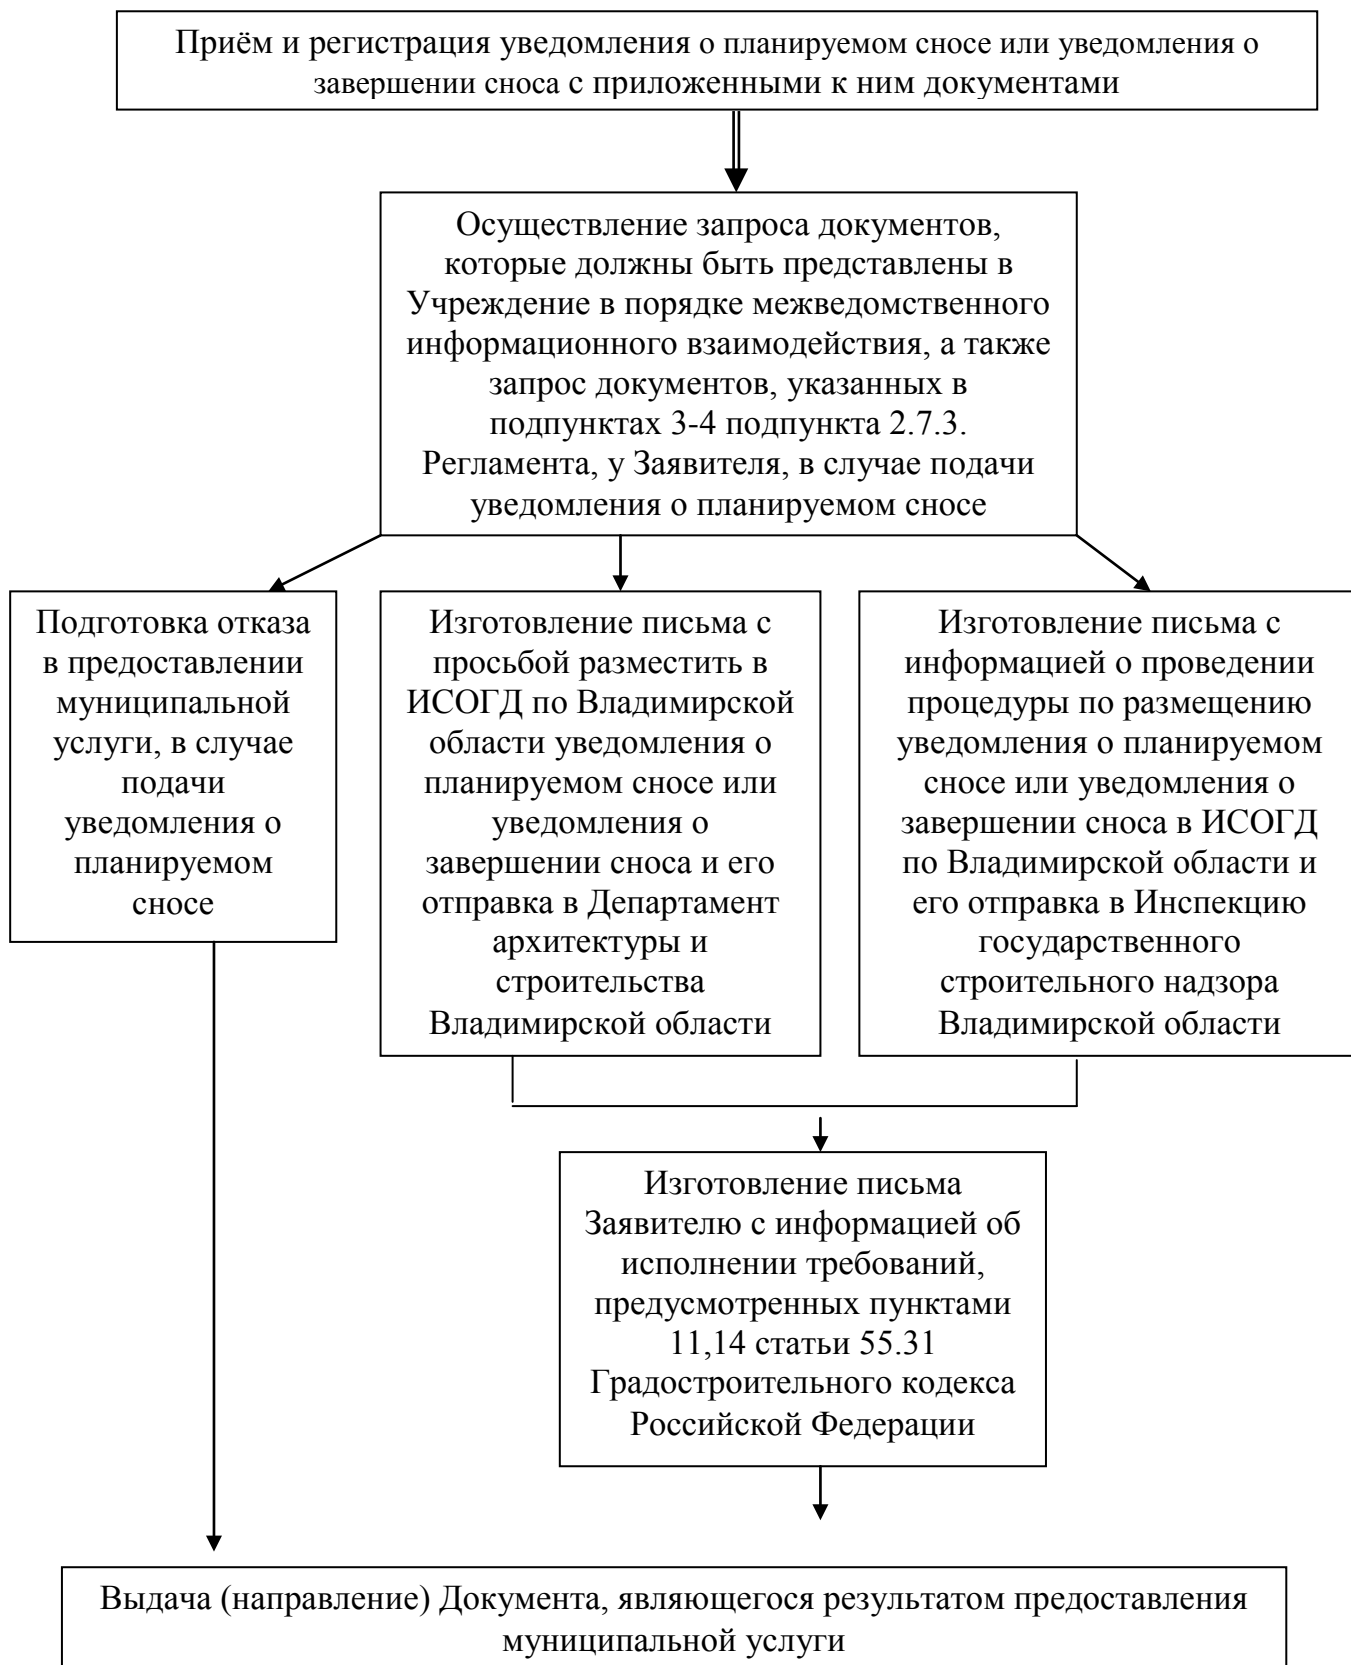 Приём и регистрация уведомления о планируемом сносе или уведомления о
завершении сноса с приложенными к ним документами
Осуществление запроса документов,
которые должны быть представлены в
Учреждение в порядке межведомственного
информационного взаимодействия, а также
запрос документов, указанных в
подпунктах 3-4 подпункта 2.7.3.
Регламента, у Заявителя, в случае подачи
уведомления о планируемом сносе
Подготовка отказа
в предоставлении
муниципальной
услуги, в случае
подачи
уведомления о
планируемом
сносе
Изготовление письма с
просьбой разместить в
ИСОГД по Владимирской
области уведомления о
планируемом сносе или
уведомления о
завершении сноса и его
отправка в Департамент
архитектуры и
строительства
Владимирской области
Изготовление письма с
информацией о проведении
процедуры по размещению
уведомления о планируемом
сносе или уведомления о
завершении сноса в ИСОГД
по Владимирской области и
его отправка в Инспекцию
государственного
строительного надзора
Владимирской области
Изготовление письма
Заявителю с информацией об
исполнении требований,
предусмотренных пунктами
11,14 статьи 55.31
Градостроительного кодекса
Российской Федерации
Выдача (направление) Документа, являющегося результатом предоставления
муниципальной услуги